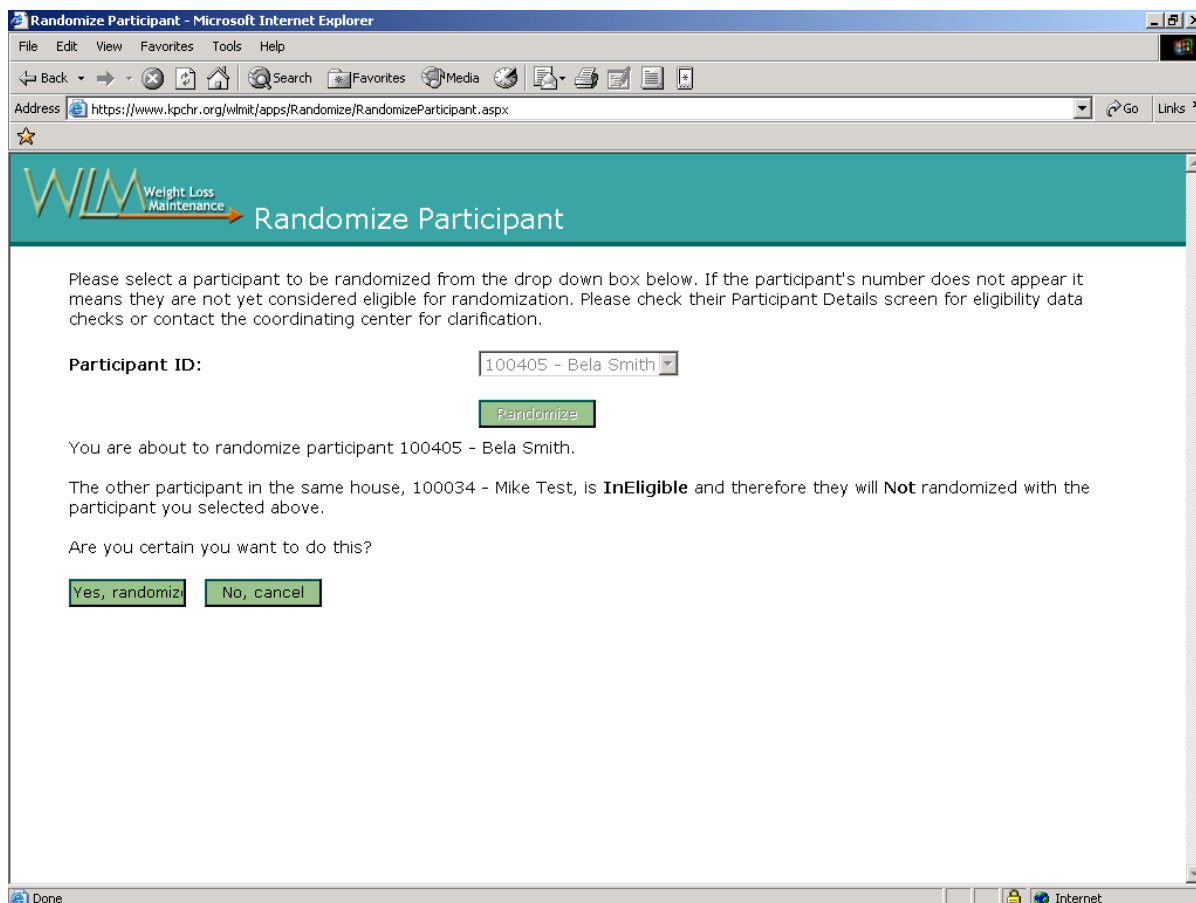 Randomize Participant - Microsoft Internet Explorer
File Edit View Favorites Tools Help
Back Search Favorites Media
Address https://www.kpchr.org/wlmit/apps/Randomize/RandomizeParticipant.aspx Go Links
WLM Weight Loss
Maintenance
Randomize Participant
Please select a participant to be randomized from the drop down box below. If the participant's number does not appear it
means they are not yet considered eligible for randomization. Please check their Participant Details screen for eligibility data
checks or contact the coordinating center for clarification.
Participant ID: 100405 - Bela Smith
Randomize
You are about to randomize participant 100405 - Bela Smith.
The other participant in the same house, 100034 - Mike Test, is InEligible and therefore they will Not randomized with the
participant you selected above.
Are you certain you want to do this?
Yes, randomiz No, cancel
Done Internet